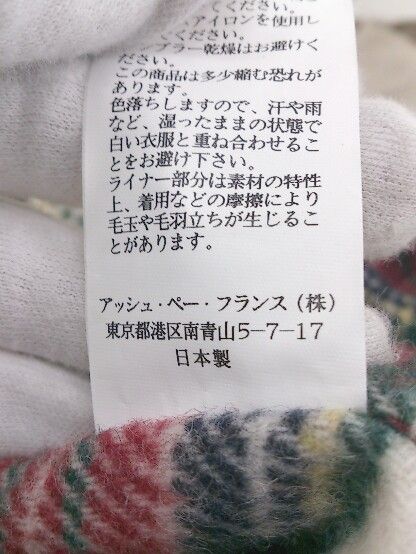 てください。
アイロンを使用し
ください。
ブラー乾燥はお避けく
ださい。
この商品は多少縮む恐れが
あります。
色落ちしますので、汗や雨
など、湿ったままの状態で
白い衣服と重ね合わせるこ
とをお避け下さい。
ライナー部分は素材の特性
上、着用などの摩擦により
毛玉や毛羽立ちが生じるこ
とがあります。
アッシュ・ペー・フランス(株)
東京都港区南青山5-7-17
日本製